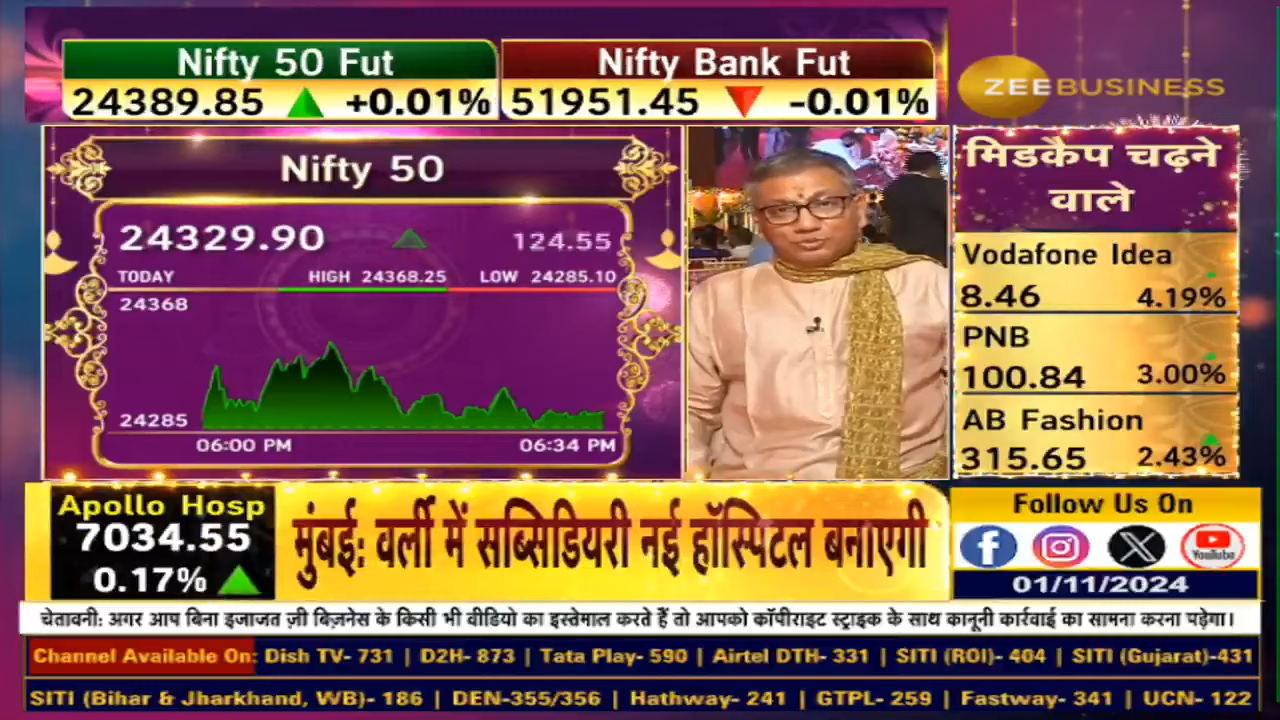 Nifty 50 Fut
24389.85 +0.01%
Nifty Bank Fut
51951.45 -0.01%
ZEEBUSINESS
Nifty 50
24329.90 124.55
TODAY HIGH 24368.25 LOW 24285.10
24368
24285
06:00 PM 06:34 PM
मिडकैप चढ़ने
वाले
Vodafone Idea
8.46 4.19%
PNB
100.84 3.00%
AB Fashion
315.65 2.43%
Apollo Hosp
7034.55
0.17%
मुंबई: वर्ली में सब्सिडियरी नई हॉस्पिटल बनाएगी
Follow Us On
YouTube
01/11/2024
चेतावनी: अगर आप बिना इजाजत ज़ी बिज़नेस के किसी भी वीडियो का इस्तेमाल करते हैं तो आपको कॉपीराइट स्ट्राइक के साथ कानूनी कार्रवाई का सामना करना पड़ेगा।
Channel Available On: Dish TV- 731 | D2H- 873 | Tata Play- 590 | Airtel DTH- 331 | SITI (ROI)- 404 | SITI (Gujarat)-431
SITI (Bihar & Jharkhand, WB)- 186 | DEN-355/356 | Hathway- 241 | GTPL- 259 | Fastway- 341 | UCN- 122